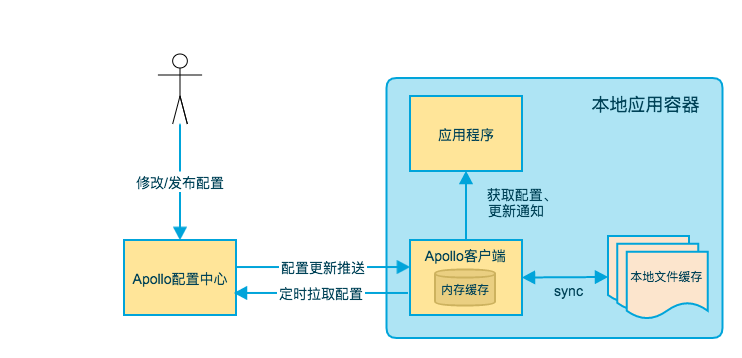 本地应用容器
应用程序
修改/发布配置
获取配置、
更新通知
Apollo配置中心
配置更新推送
定时拉取配置
Apollo客户端
内存缓存
sync
本地文件缓存